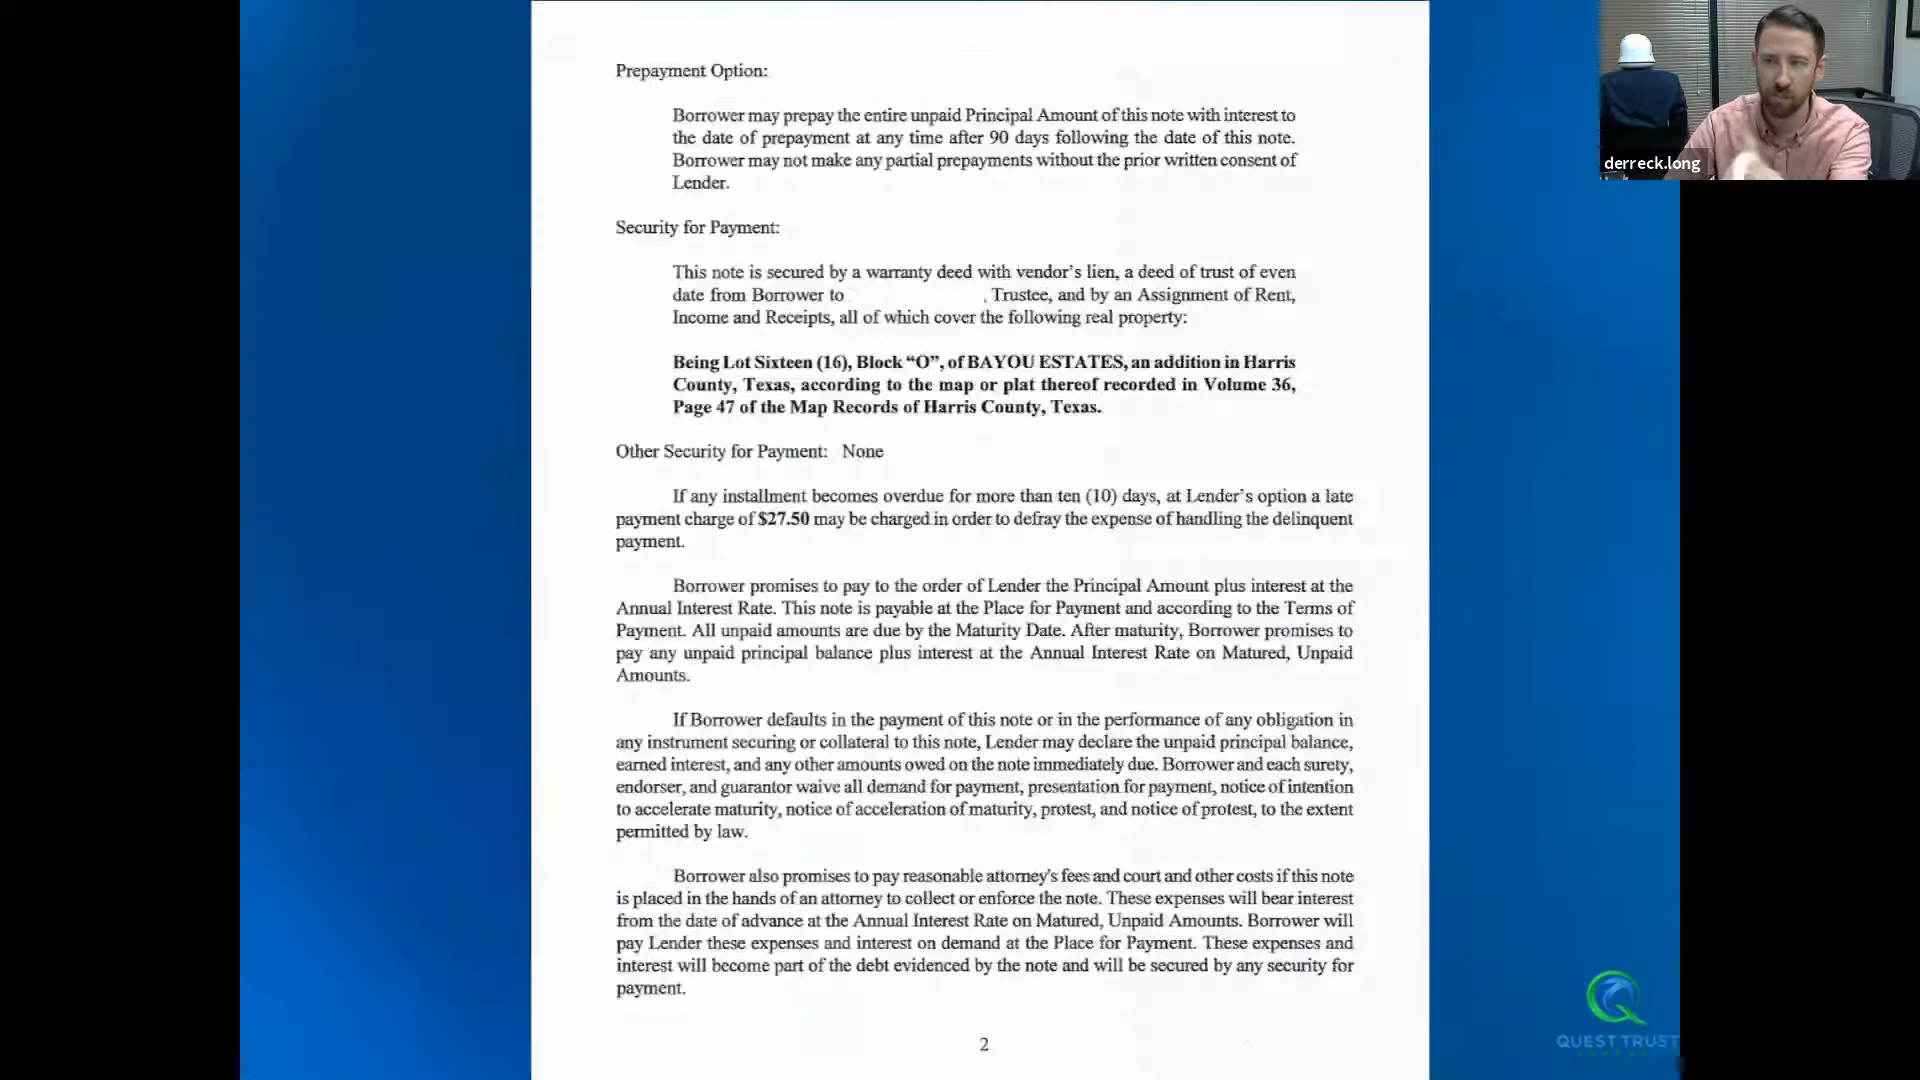 Prepayment Option:
Borrower may prepay the entire unpaid Principal Amount of this note with interest to
the date of prepayment at any time after 90 days following the date of this note.
Borrower may not make any partial prepayments without the prior written consent of
Lender.
Security for Payment:
This note is secured by a warranty deed with vendor's lien, a deed of trust of even
date from Borrower to , Trustee, and by an Assignment of Rent,
Income and Receipts, all of which cover the following real property:
Being Lot Sixteen (16), Block “O”, of BAYOU ESTATES, an addition in Harris
County, Texas, according to the map or plat thereof recorded in Volume 36,
Page 47 of the Map Records of Harris County, Texas.
Other Security for Payment: None
If any installment becomes overdue for more than ten (10) days, at Lender's option a late
payment charge of $27.50 may be charged in order to defray the expense of handling the delinquent
payment.
Borrower promises to pay to the order of Lender the Principal Amount plus interest at the
Annual Interest Rate. This note is payable at the Place for Payment and according to the Terms of
Payment. All unpaid amounts are due by the Maturity Date. After maturity, Borrower promises to
pay any unpaid principal balance plus interest at the Annual Interest Rate on Matured, Unpaid
Amounts.
If Borrower defaults in the payment of this note or in the performance of any obligation in
any instrument securing or collateral to this note, Lender may declare the unpaid principal balance,
earned interest, and any other amounts owed on the note immediately due. Borrower and each surety,
endorser, and guarantor waive all demand for payment, presentation for payment, notice of intention
to accelerate maturity, notice of acceleration of maturity, protest, and notice of protest, to the extent
permitted by law.
Borrower also promises to pay reasonable attorney's fees and court and other costs if this note
is placed in the hands of an attorney to collect or enforce the note. These expenses will bear interest
from the date of advance at the Annual Interest Rate on Matured, Unpaid Amounts. Borrower will
pay Lender these expenses and interest on demand at the Place for Payment. These expenses and
interest will become part of the debt evidenced by the note and will be secured by any security for
payment.
2
derreck.long
QUEST TRUST